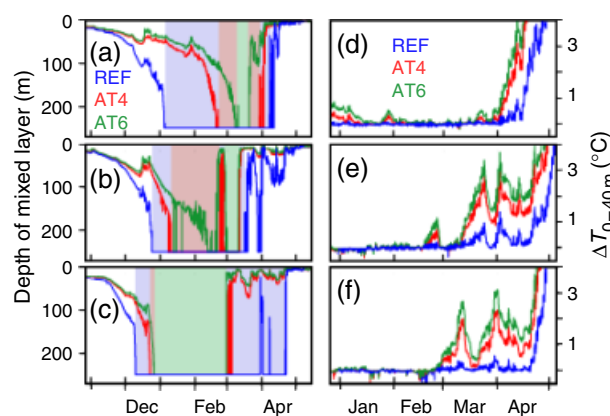 0
100
200
(a)
REF
AT4
AT6
0
100
200
(b)
0
100
200
(c)
Depth of mixed layer (m)
Dec
Feb
Apr
(d)
REF
AT4
AT6
3
1
(e)
3
1
(f)
3
1
ΔT0−40 m (°C)
Jan
Feb
Mar
Apr